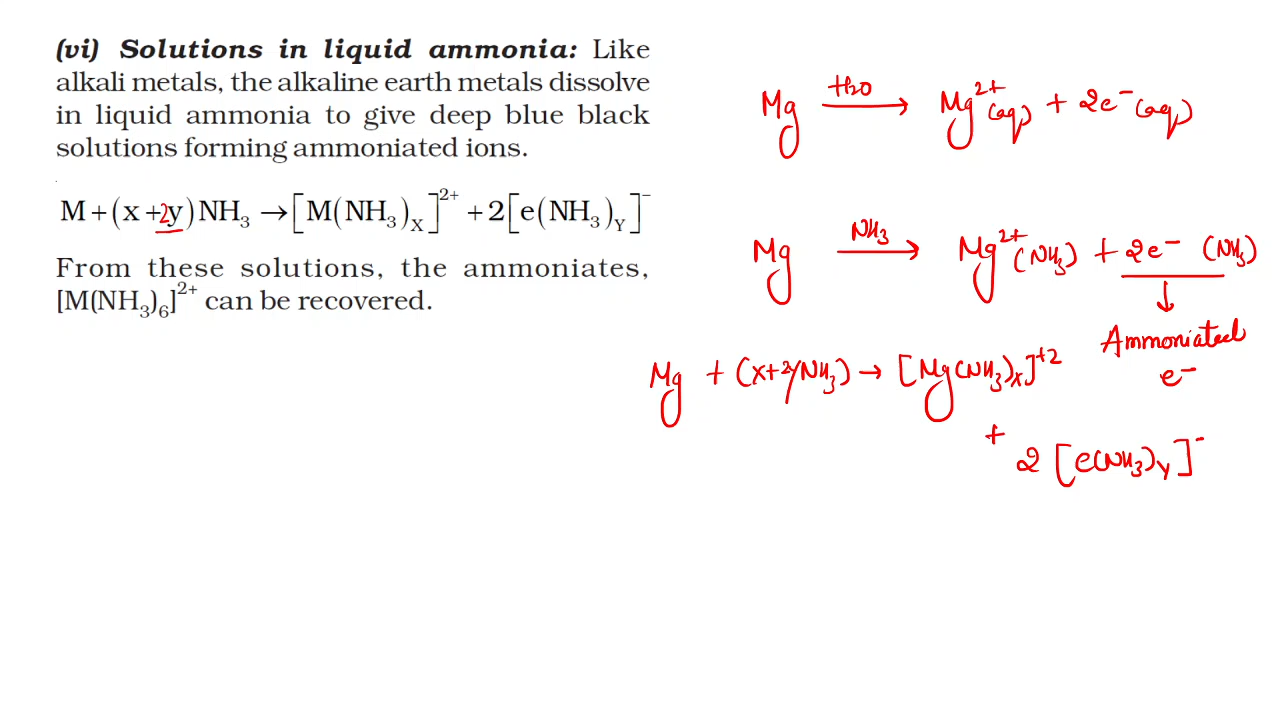 (vi) Solutions in liquid ammonia: Like
alkali metals, the alkaline earth metals dissolve
in liquid ammonia to give deep blue black
solutions forming ammoniated ions.
M + (x + 2y) NH₃ → [M(NH₃)ₓ]²⁺ + 2[e(NH₃)Y]⁻
From these solutions, the ammoniates,
[M(NH₃)₆]²⁺ can be recovered.
Mg —H₂O→ Mg²⁺(aq) + 2e⁻(aq)
Mg —NH₃→ Mg²⁺(NH₃) + 2e⁻ (NH₃)
↓
Ammoniated
e⁻
Mg + (x+2yNH₃) → [Mg(NH₃)ₓ]⁺²
+
2 [e(NH₃)Y]⁻